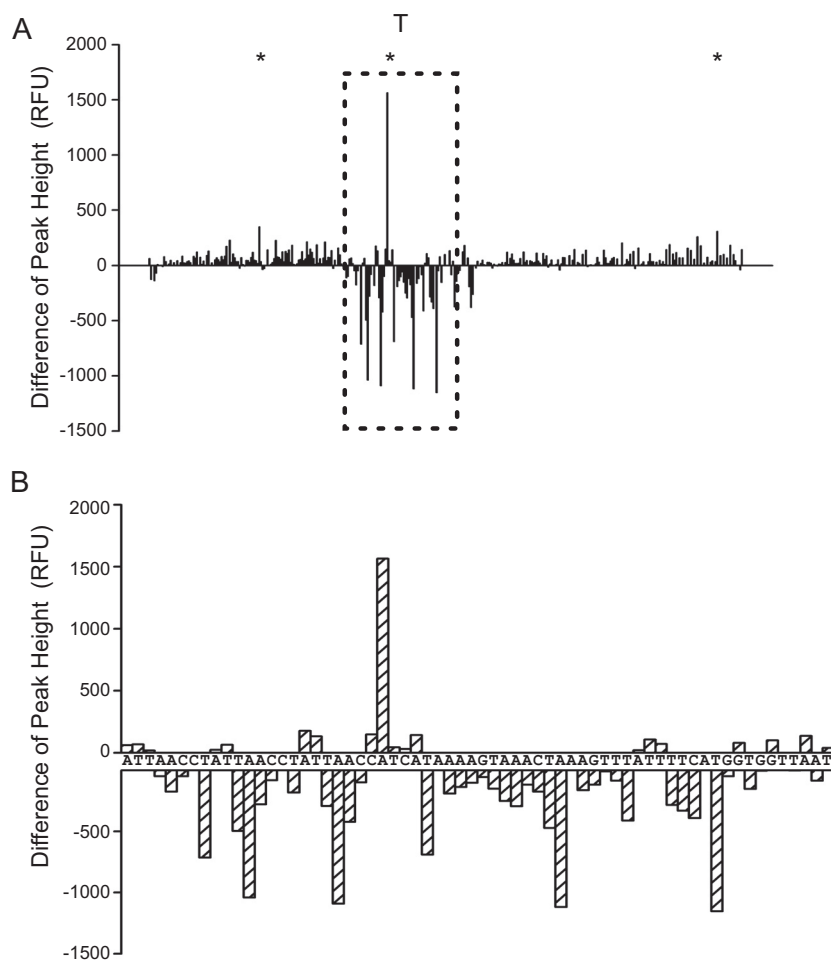 A
T
* * *
Difference of Peak Height (RFU)
2000
1500
1000
500
0
-500
-1000
-1500
B
Difference of Peak Height (RFU)
2000
1500
1000
500
0
ATTAACCTATTAACCTATTAACCATCATAAAAGTAAACTAAAGTTTATTTTCATGGTGGTTAAT
-500
-1000
-1500